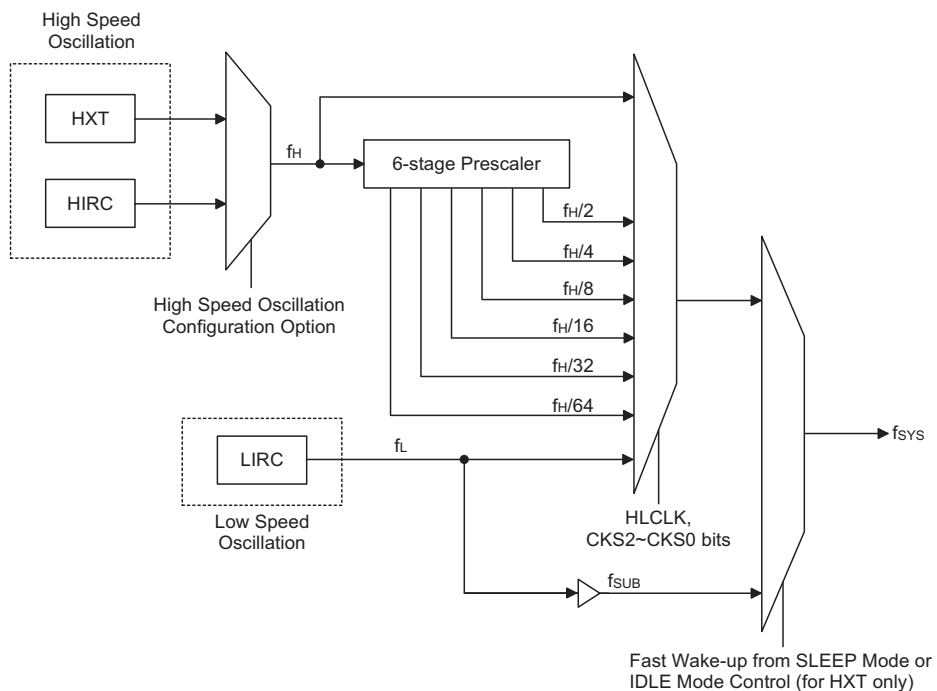 High Speed
Oscillation
HXT
HIRC
fH
6-stage Prescaler
fH/2
fH/4
fH/8
fH/16
fH/32
fH/64
High Speed Oscillation
Configuration Option
LIRC
fL
Low Speed
Oscillation
HLCLK,
CKS2~CKS0 bits
fSUB
fSYS
Fast Wake-up from SLEEP Mode or
IDLE Mode Control (for HXT only)